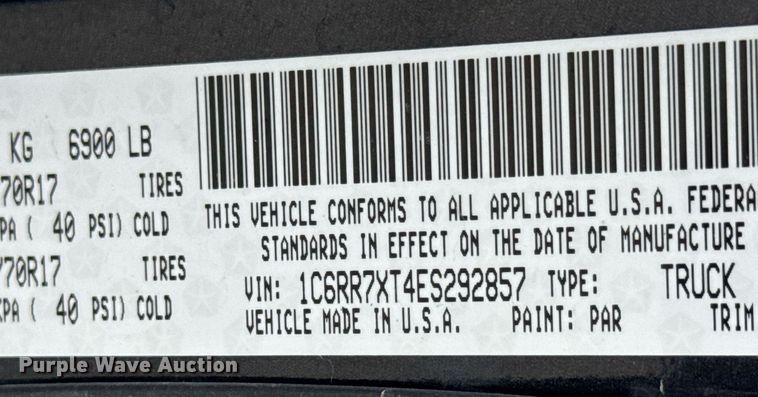 KG 6900 LB
70R17 TIRES
PA ( 40 PSI) COLD
70R17 TIRES
KPA ( 40 PSI) COLD
THIS VEHICLE CONFORMS TO ALL APPLICABLE U.S.A. FEDERA
STANDARDS IN EFFECT ON THE DATE OF MANUFACTURE
VIN: 1C6RR7XT4ES292857 TYPE: TRUCK
VEHICLE MADE IN U.S.A. PAINT: PAR TRIM
Purple Wave Auction